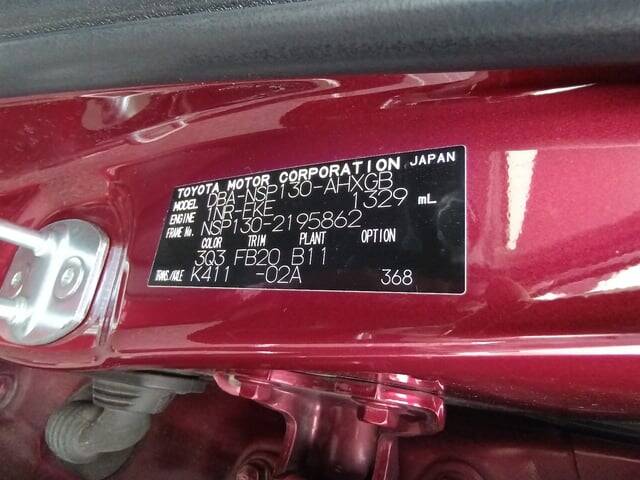 TOYOTA MOTOR CORPORATION JAPAN
MODEL DBA-NSP130-AHXGB
ENGINE 1NR-FKE 1329 mL
FRAME No. NSP130-2195862
COLOR TRIM PLANT OPTION
3Q3 FB20 B11
TRANS./AXLE K411 -02A 368